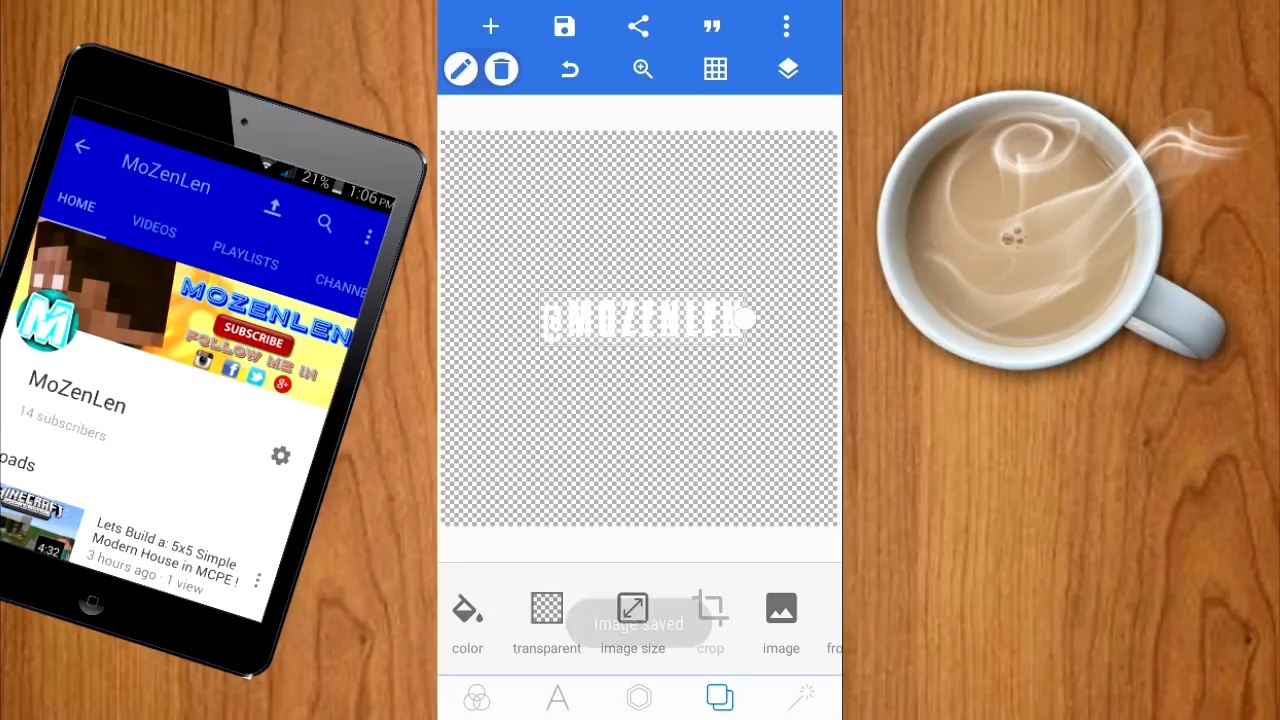 21% 1:06 PM
MoZenLen
HOME VIDEOS PLAYLISTS CHANNE
MOZENLEN
SUBSCRIBE
FOLLOW ME IN
M
MoZenLen
14 subscribers
oads
MINECRAFT
4:32
Lets Build a: 5x5 Simple
Modern House in MCPE !
3 hours ago · 1 view
@MOZENLEN
Image saved
color transparent image size crop image fro
A